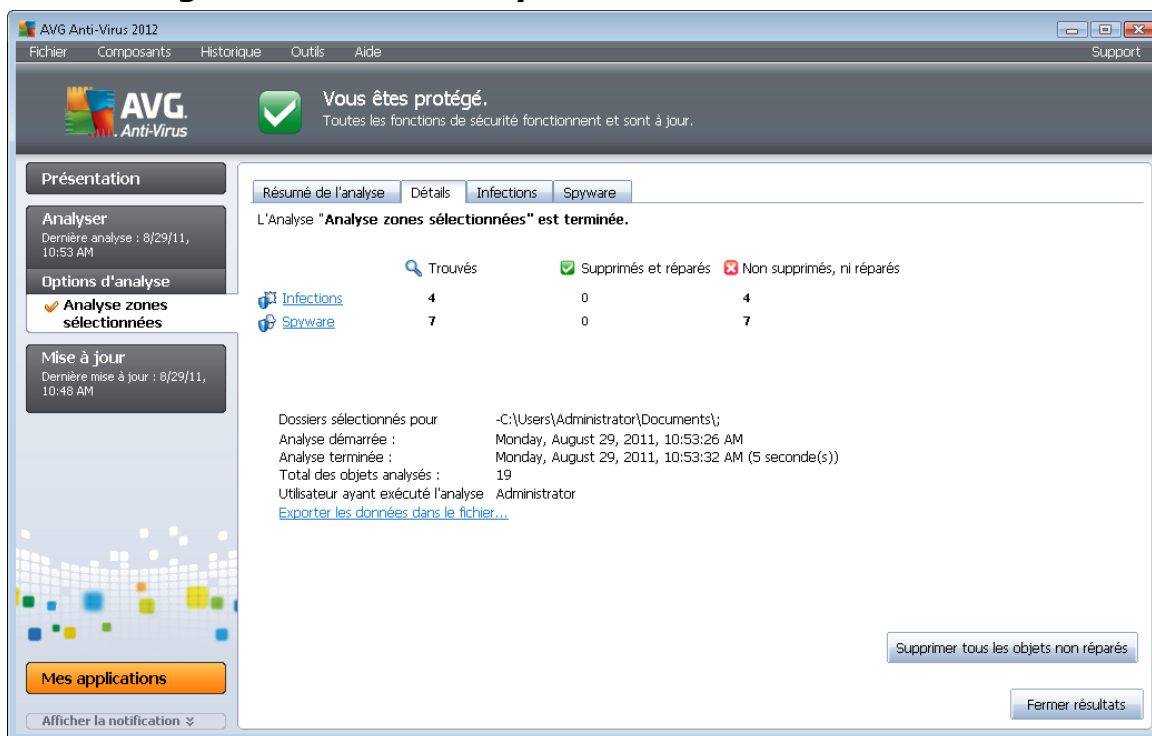 AVG Anti-Virus 2012
Fichier Composants Historique Outils Aide Support
AVG.
Anti-Virus
Vous êtes protégé.
Toutes les fonctions de sécurité fonctionnent et sont à jour.
Présentation
Analyser
Dernière analyse : 8/29/11,
10:53 AM
Options d'analyse
Analyse zones
sélectionnées
Mise à jour
Dernière mise à jour : 8/29/11,
10:48 AM
Mes applications
Afficher la notification
Résumé de l'analyse Détails Infections Spyware
L'Analyse "Analyse zones sélectionnées" est terminée.
Trouvés Supprimés et réparés Non supprimés, ni réparés
Infections 4 0 4
Spyware 7 0 7
Dossiers sélectionnés pour -C:\Users\Administrator\Documents\;
Analyse démarrée : Monday, August 29, 2011, 10:53:26 AM
Analyse terminée : Monday, August 29, 2011, 10:53:32 AM (5 seconde(s))
Total des objets analysés : 19
Utilisateur ayant exécuté l'analyse Administrator
Exporter les données dans le fichier...
Supprimer tous les objets non réparés
Fermer résultats